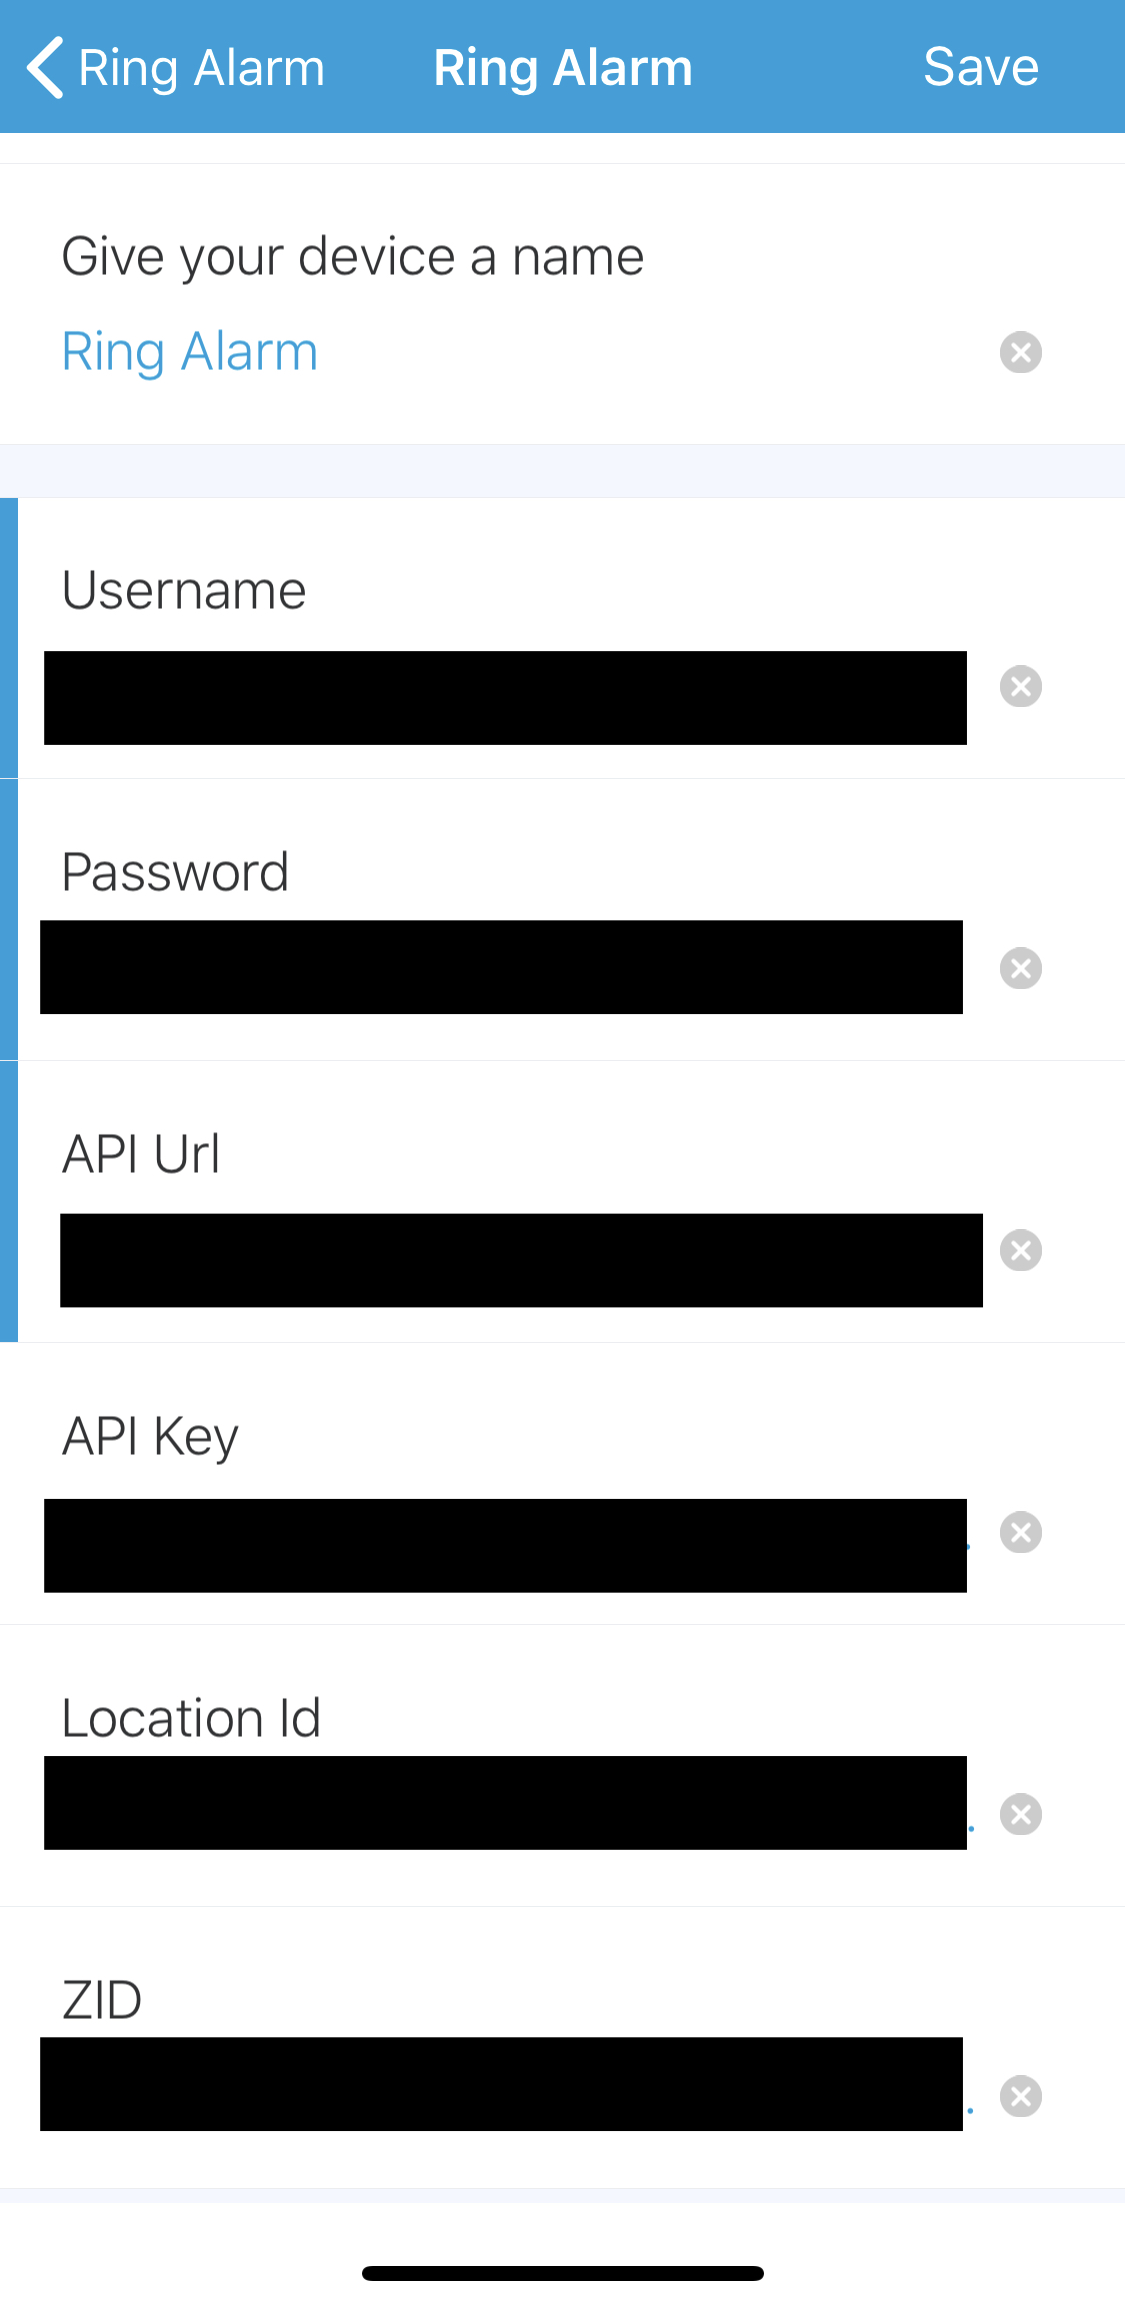 Ring Alarm Ring Alarm Save
Give your device a name
Ring Alarm
Username
Password
API Url
API Key
Location Id
ZID